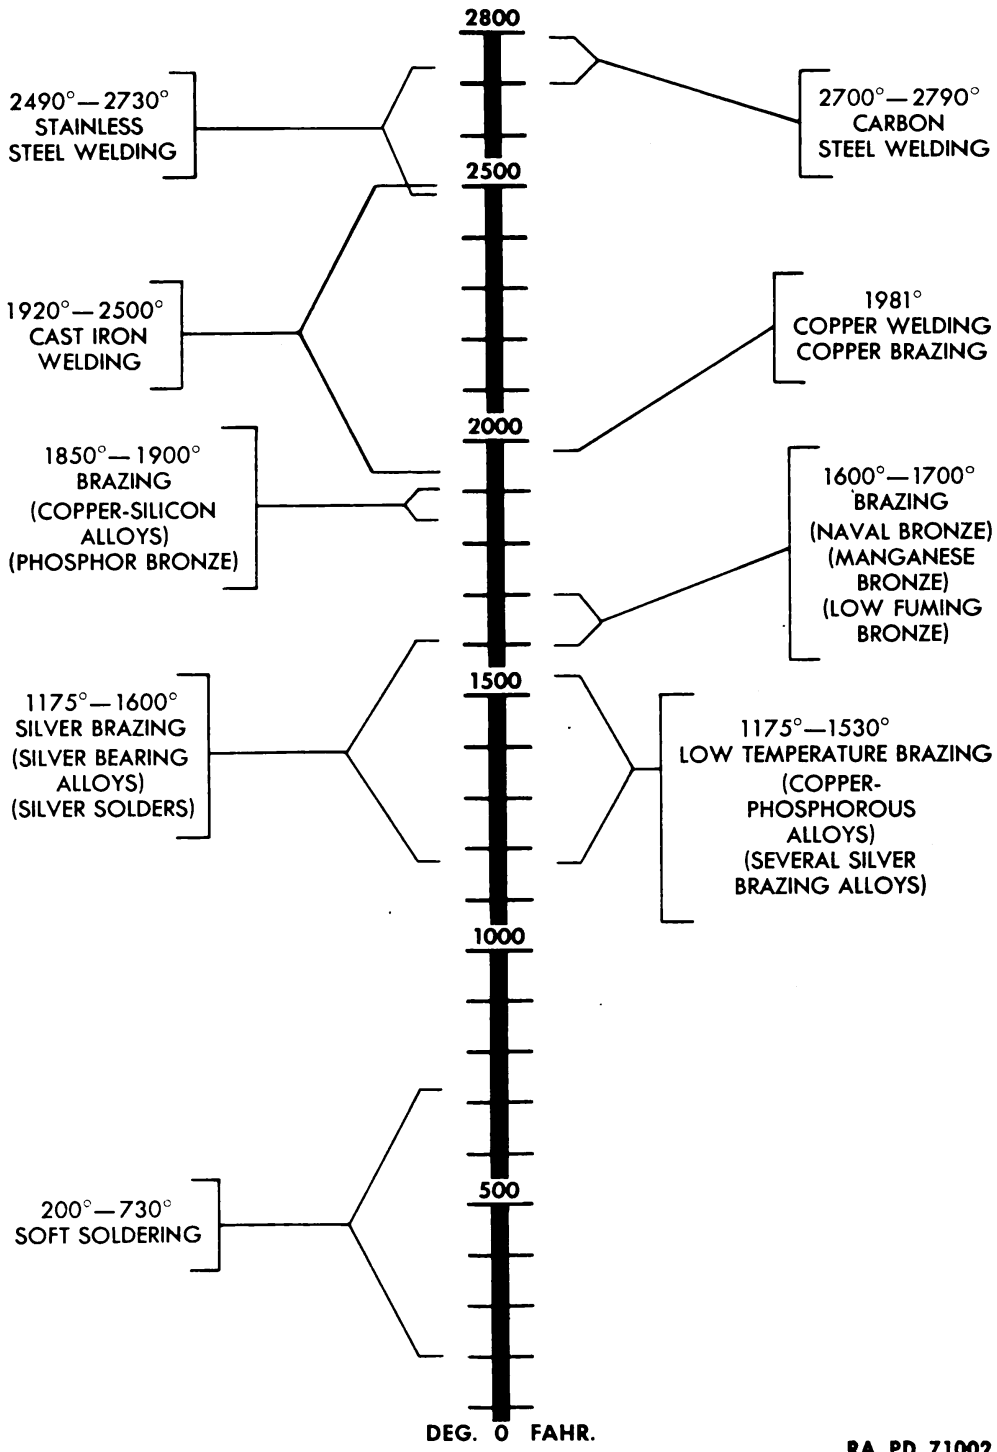 2800
2490°—2730°
STAINLESS
STEEL WELDING
2700°—2790°
CARBON
STEEL WELDING
2500
1920°—2500°
CAST IRON
WELDING
1981°
COPPER WELDING
COPPER BRAZING
2000
1850°—1900°
BRAZING
(COPPER-SILICON
ALLOYS)
(PHOSPHOR BRONZE)
1600°—1700°
BRAZING
(NAVAL BRONZE)
(MANGANESE
BRONZE)
(LOW FUMING
BRONZE)
1500
1175°—1600°
SILVER BRAZING
(SILVER BEARING
ALLOYS)
(SILVER SOLDERS)
1175°—1530°
LOW TEMPERATURE BRAZING
(COPPER-
PHOSPHOROUS
ALLOYS)
(SEVERAL SILVER
BRAZING ALLOYS)
1000
500
200°—730°
SOFT SOLDERING
DEG. 0 FAHR.
RA PD 71002